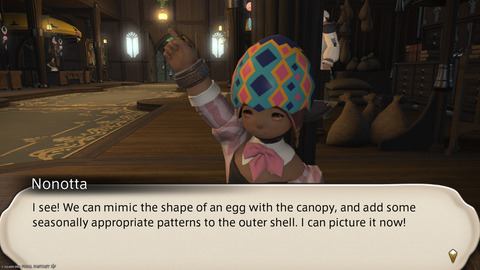 Nonotta
I see! We can mimic the shape of an egg with the canopy, and add some
seasonally appropriate patterns to the outer shell. I can picture it now!